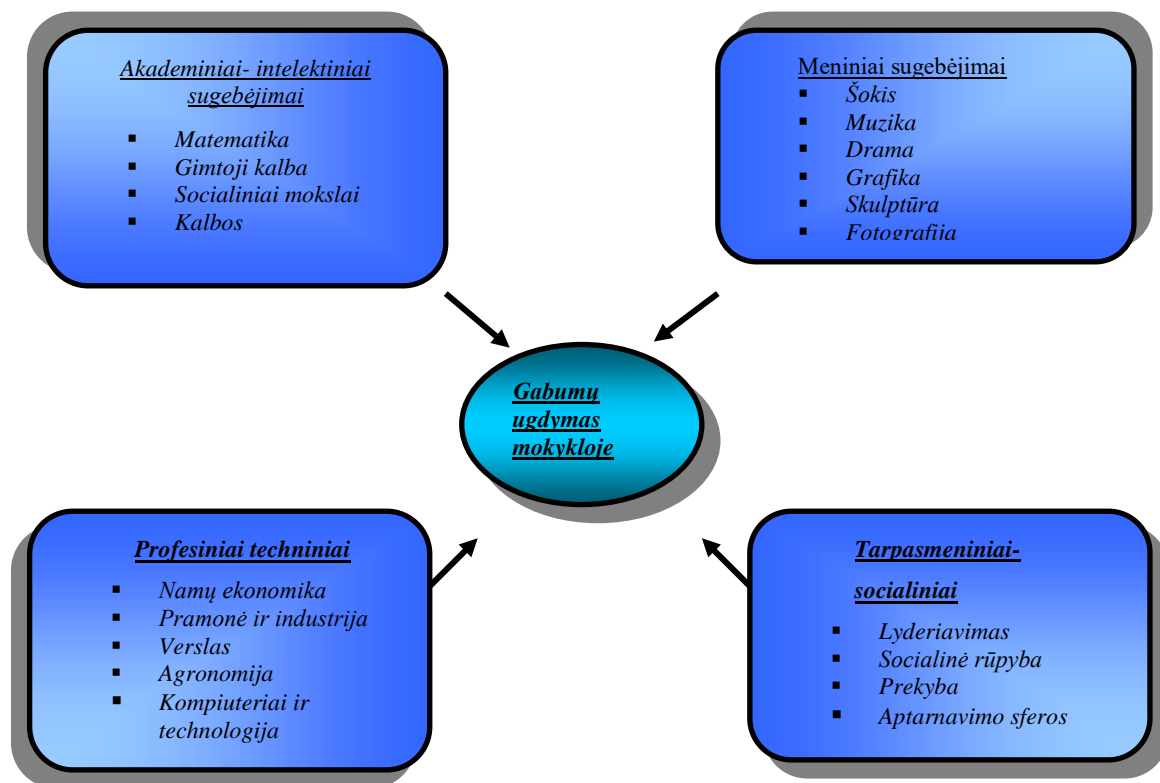 Akademiniai- intelektiniai
sugebėjimai
▪ Matematika
▪ Gimtoji kalba
▪ Socialiniai mokslai
▪ Kalbos
Meniniai sugebėjimai
▪ Šokis
▪ Muzika
▪ Drama
▪ Grafika
▪ Skulptūra
▪ Fotografija
Gabumų
ugdymas
mokykloje
Profesiniai techniniai
▪ Namų ekonomika
▪ Pramonė ir industrija
▪ Verslas
▪ Agronomija
▪ Kompiuteriai ir
technologija
Tarpasmeniniai-
socialiniai
▪ Lyderiavimas
▪ Socialinė rūpyba
▪ Prekyba
▪ Aptarnavimo sferos